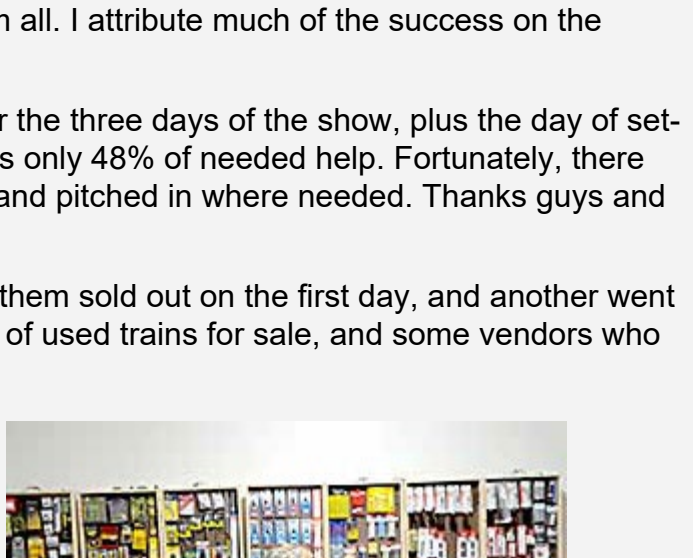 all. I attribute much of the success on the
the three days of the show, plus the day of set-
only 48% of needed help. Fortunately, there
and pitched in where needed. Thanks guys and
them sold out on the first day, and another went
of used trains for sale, and some vendors who